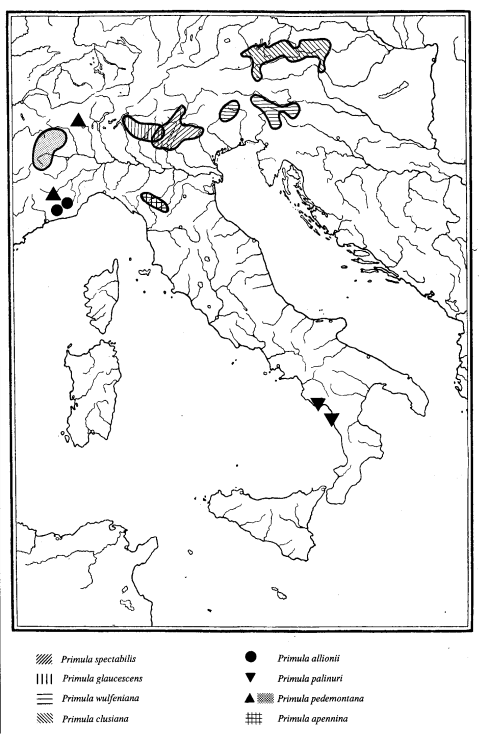 Primula spectabilis
Primula glaucescens
Primula wulfeniana
Primula clusiana
Primula allionii
Primula palinuri
Primula pedemontana
Primula apennina